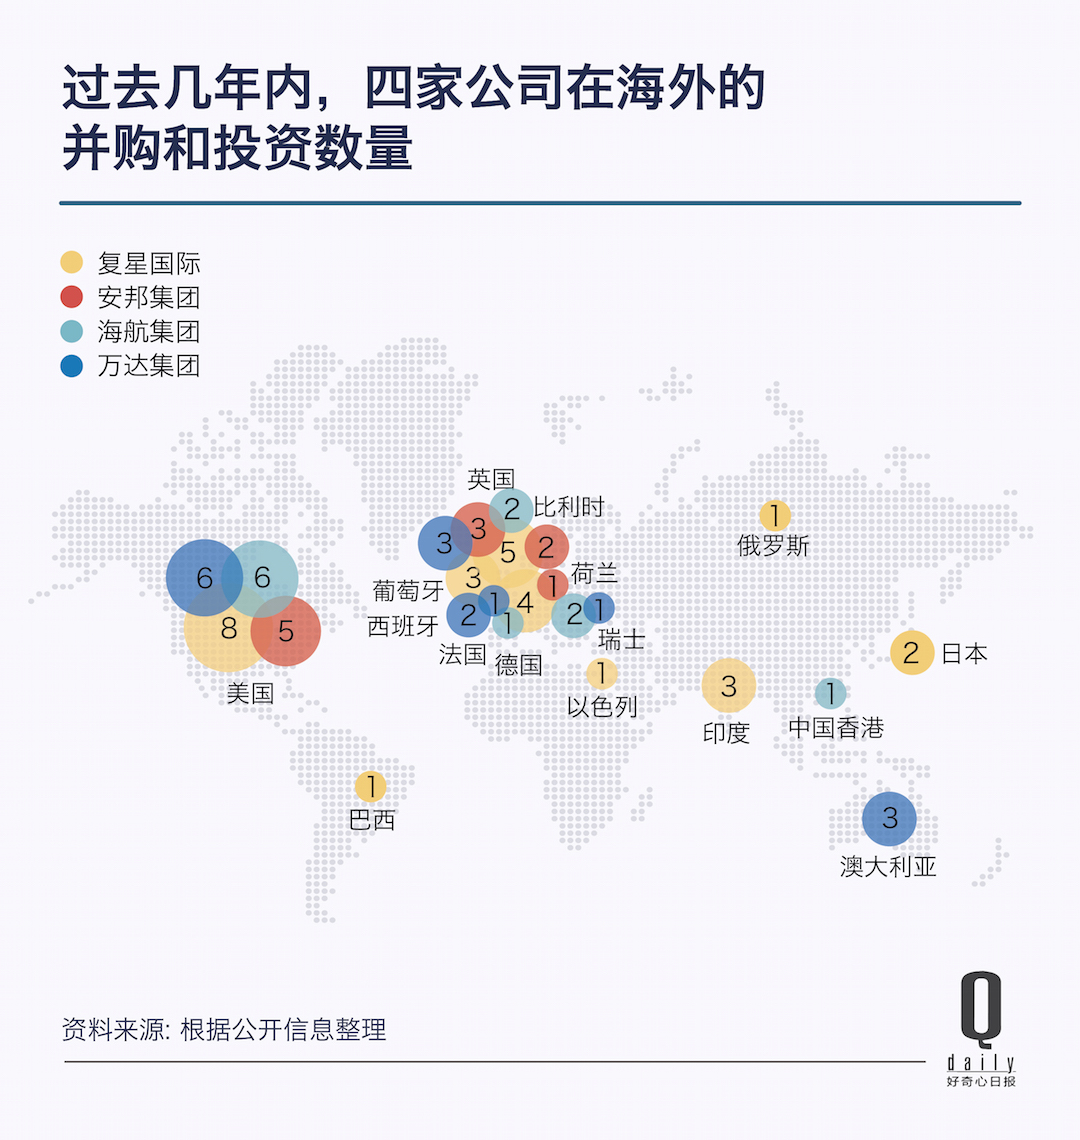 过去几年内，四家公司在海外的
并购和投资数量
复星国际
安邦集团
海航集团
万达集团
英国
2
比利时
3
3
5
2
1
俄罗斯
6
6
3
1
荷兰
葡萄牙
1
4
2
1
2
1
西班牙
8
5
瑞士
法国
德国
2
日本
美国
1
以色列
3
印度
1
中国香港
1
巴西
3
澳大利亚
资料来源: 根据公开信息整理
Q
daily
好奇心日报